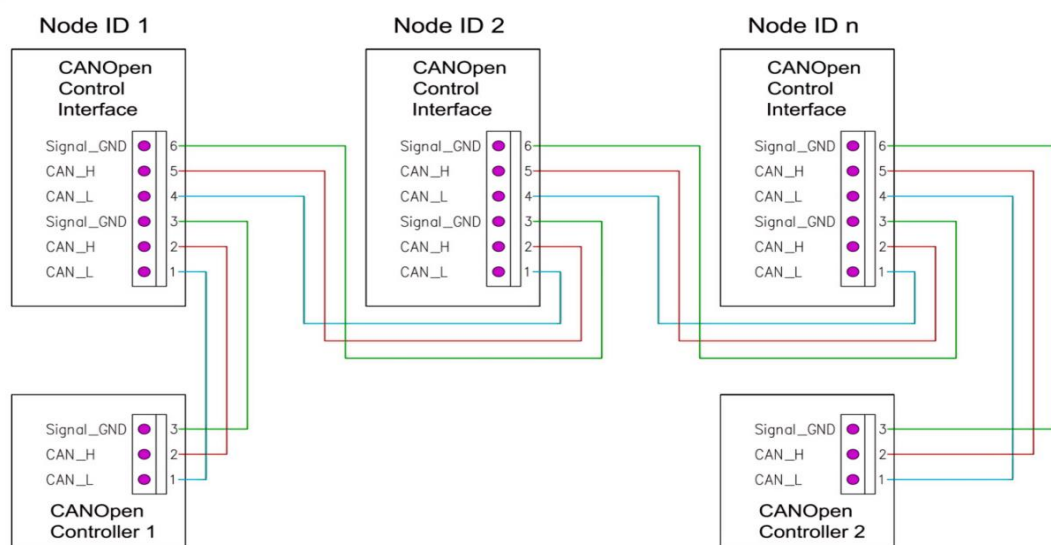 Node ID 1
Node ID 2
Node ID n
CANOpen
Control
Interface
Signal_GND 6
CAN_H 5
CAN_L 4
Signal_GND 3
CAN_H 2
CAN_L 1
CANOpen
Control
Interface
Signal_GND 6
CAN_H 5
CAN_L 4
Signal_GND 3
CAN_H 2
CAN_L 1
CANOpen
Control
Interface
Signal_GND 6
CAN_H 5
CAN_L 4
Signal_GND 3
CAN_H 2
CAN_L 1
Signal_GND 3
CAN_H 2
CAN_L 1
CANOpen
Controller 1
Signal_GND 3
CAN_H 2
CAN_L 1
CANOpen
Controller 2